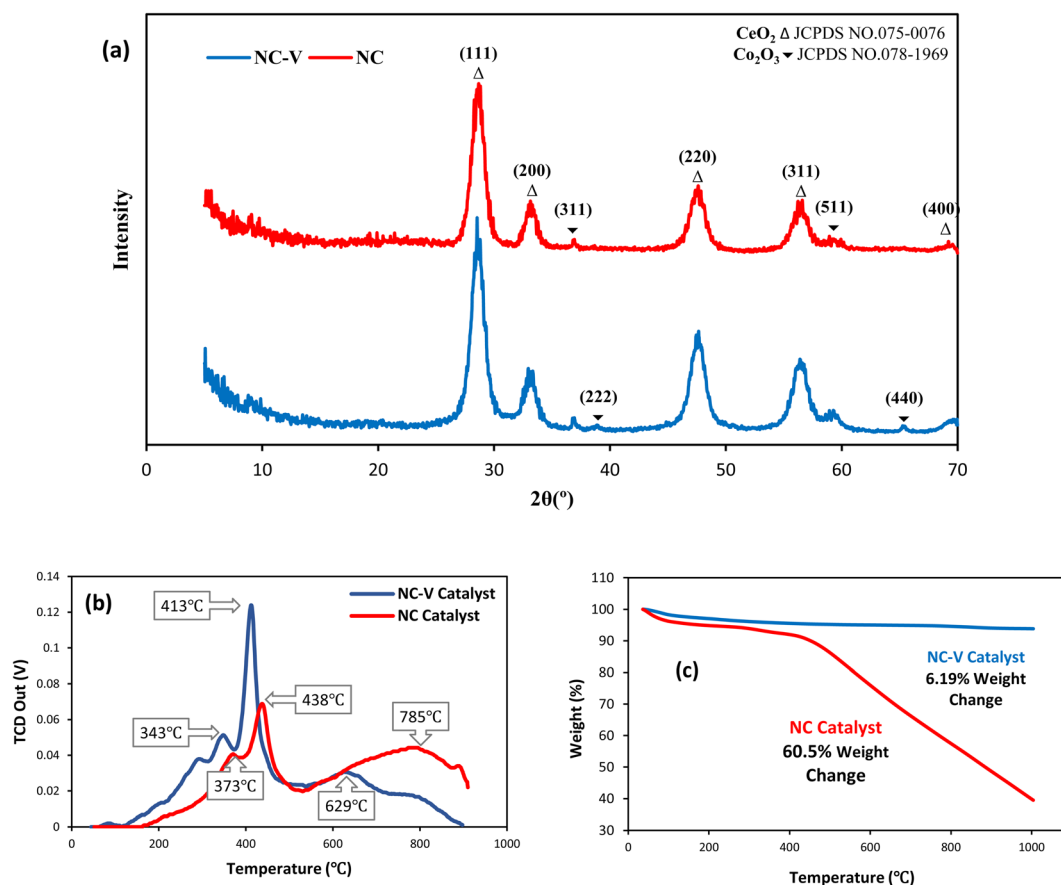 (a)
NC-V NC
CeO₂ Δ JCPDS NO.075-0076
Co₂O₃ ▼ JCPDS NO.078-1969
(111)
Δ
(200)
Δ
(311)
▼
(220)
Δ
(311)
Δ
(511)
▼
(400)
Δ
(222)
▼
(440)
▼
Intensity
0 10 20 30 40 50 60 70
2θ(º)
(b)
NC-V Catalyst
NC Catalyst
413℃
438℃
343℃
785℃
373℃
629℃
TCD Out (V)
0.14
0.12
0.1
0.08
0.06
0.04
0.02
0
0 200 400 600 800 1000
Temperature (℃)
(c)
NC-V Catalyst
6.19% Weight
Change
NC Catalyst
60.5% Weight
Change
Weight (%)
110
100
90
80
70
60
50
40
30
0 200 400 600 800 1000
Temperature (℃)